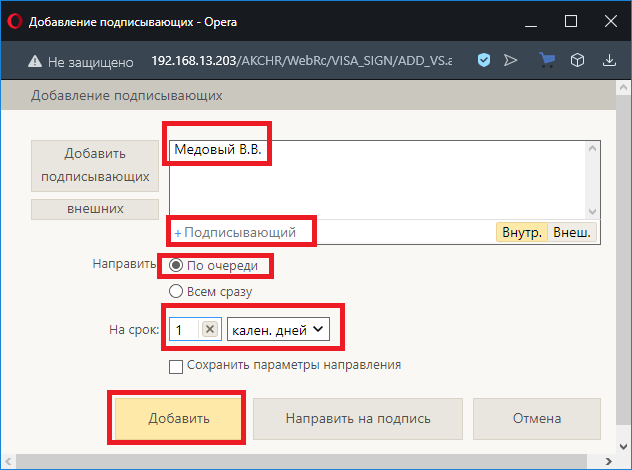 Добавление подписывающих - Opera
Не защищено 192.168.13.203/AKCHR/WebRc/VISA_SIGN/ADD_VS.a
Добавление подписывающих
Добавить
подписывающих
Медовый В.В.
внешних
+Подписывающий Внутр. Внеш.
Направить: По очереди
Всем сразу
На срок: 1 кален. дней
Сохранить параметры направления
Добавить Направить на подпись Отмена